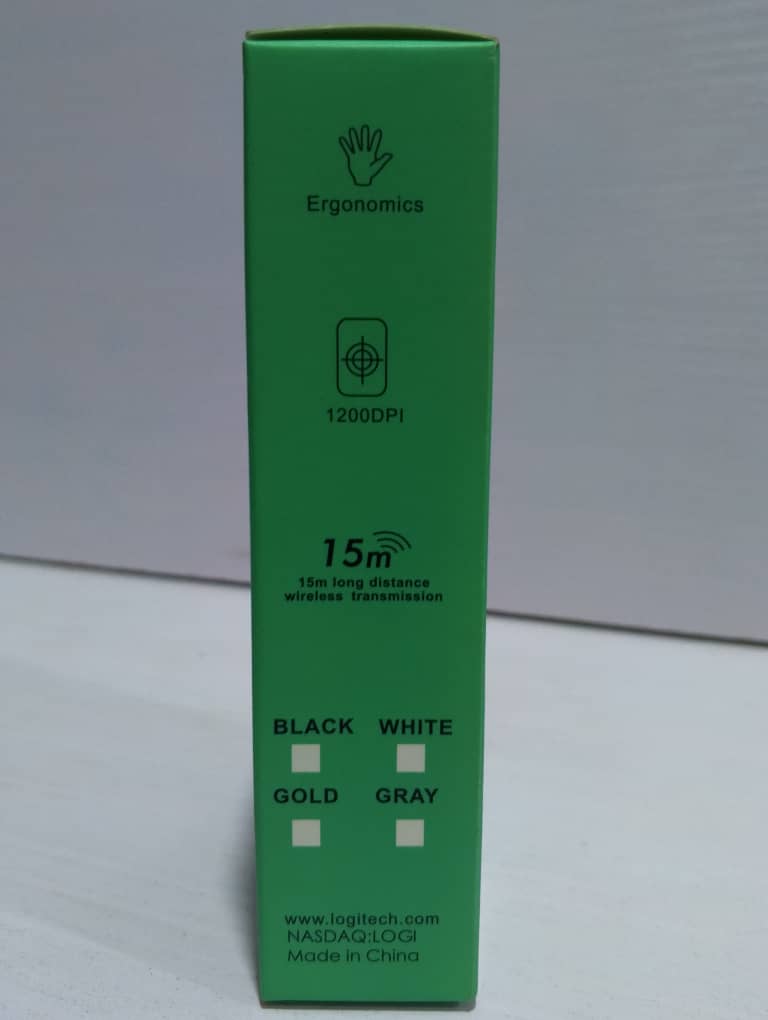 Ergonomics
1200DPI
15m
15m long distance
wireless transmission
BLACK WHITE
GOLD GRAY
www.logitech.com
NASDAQ:LOGI
Made in China